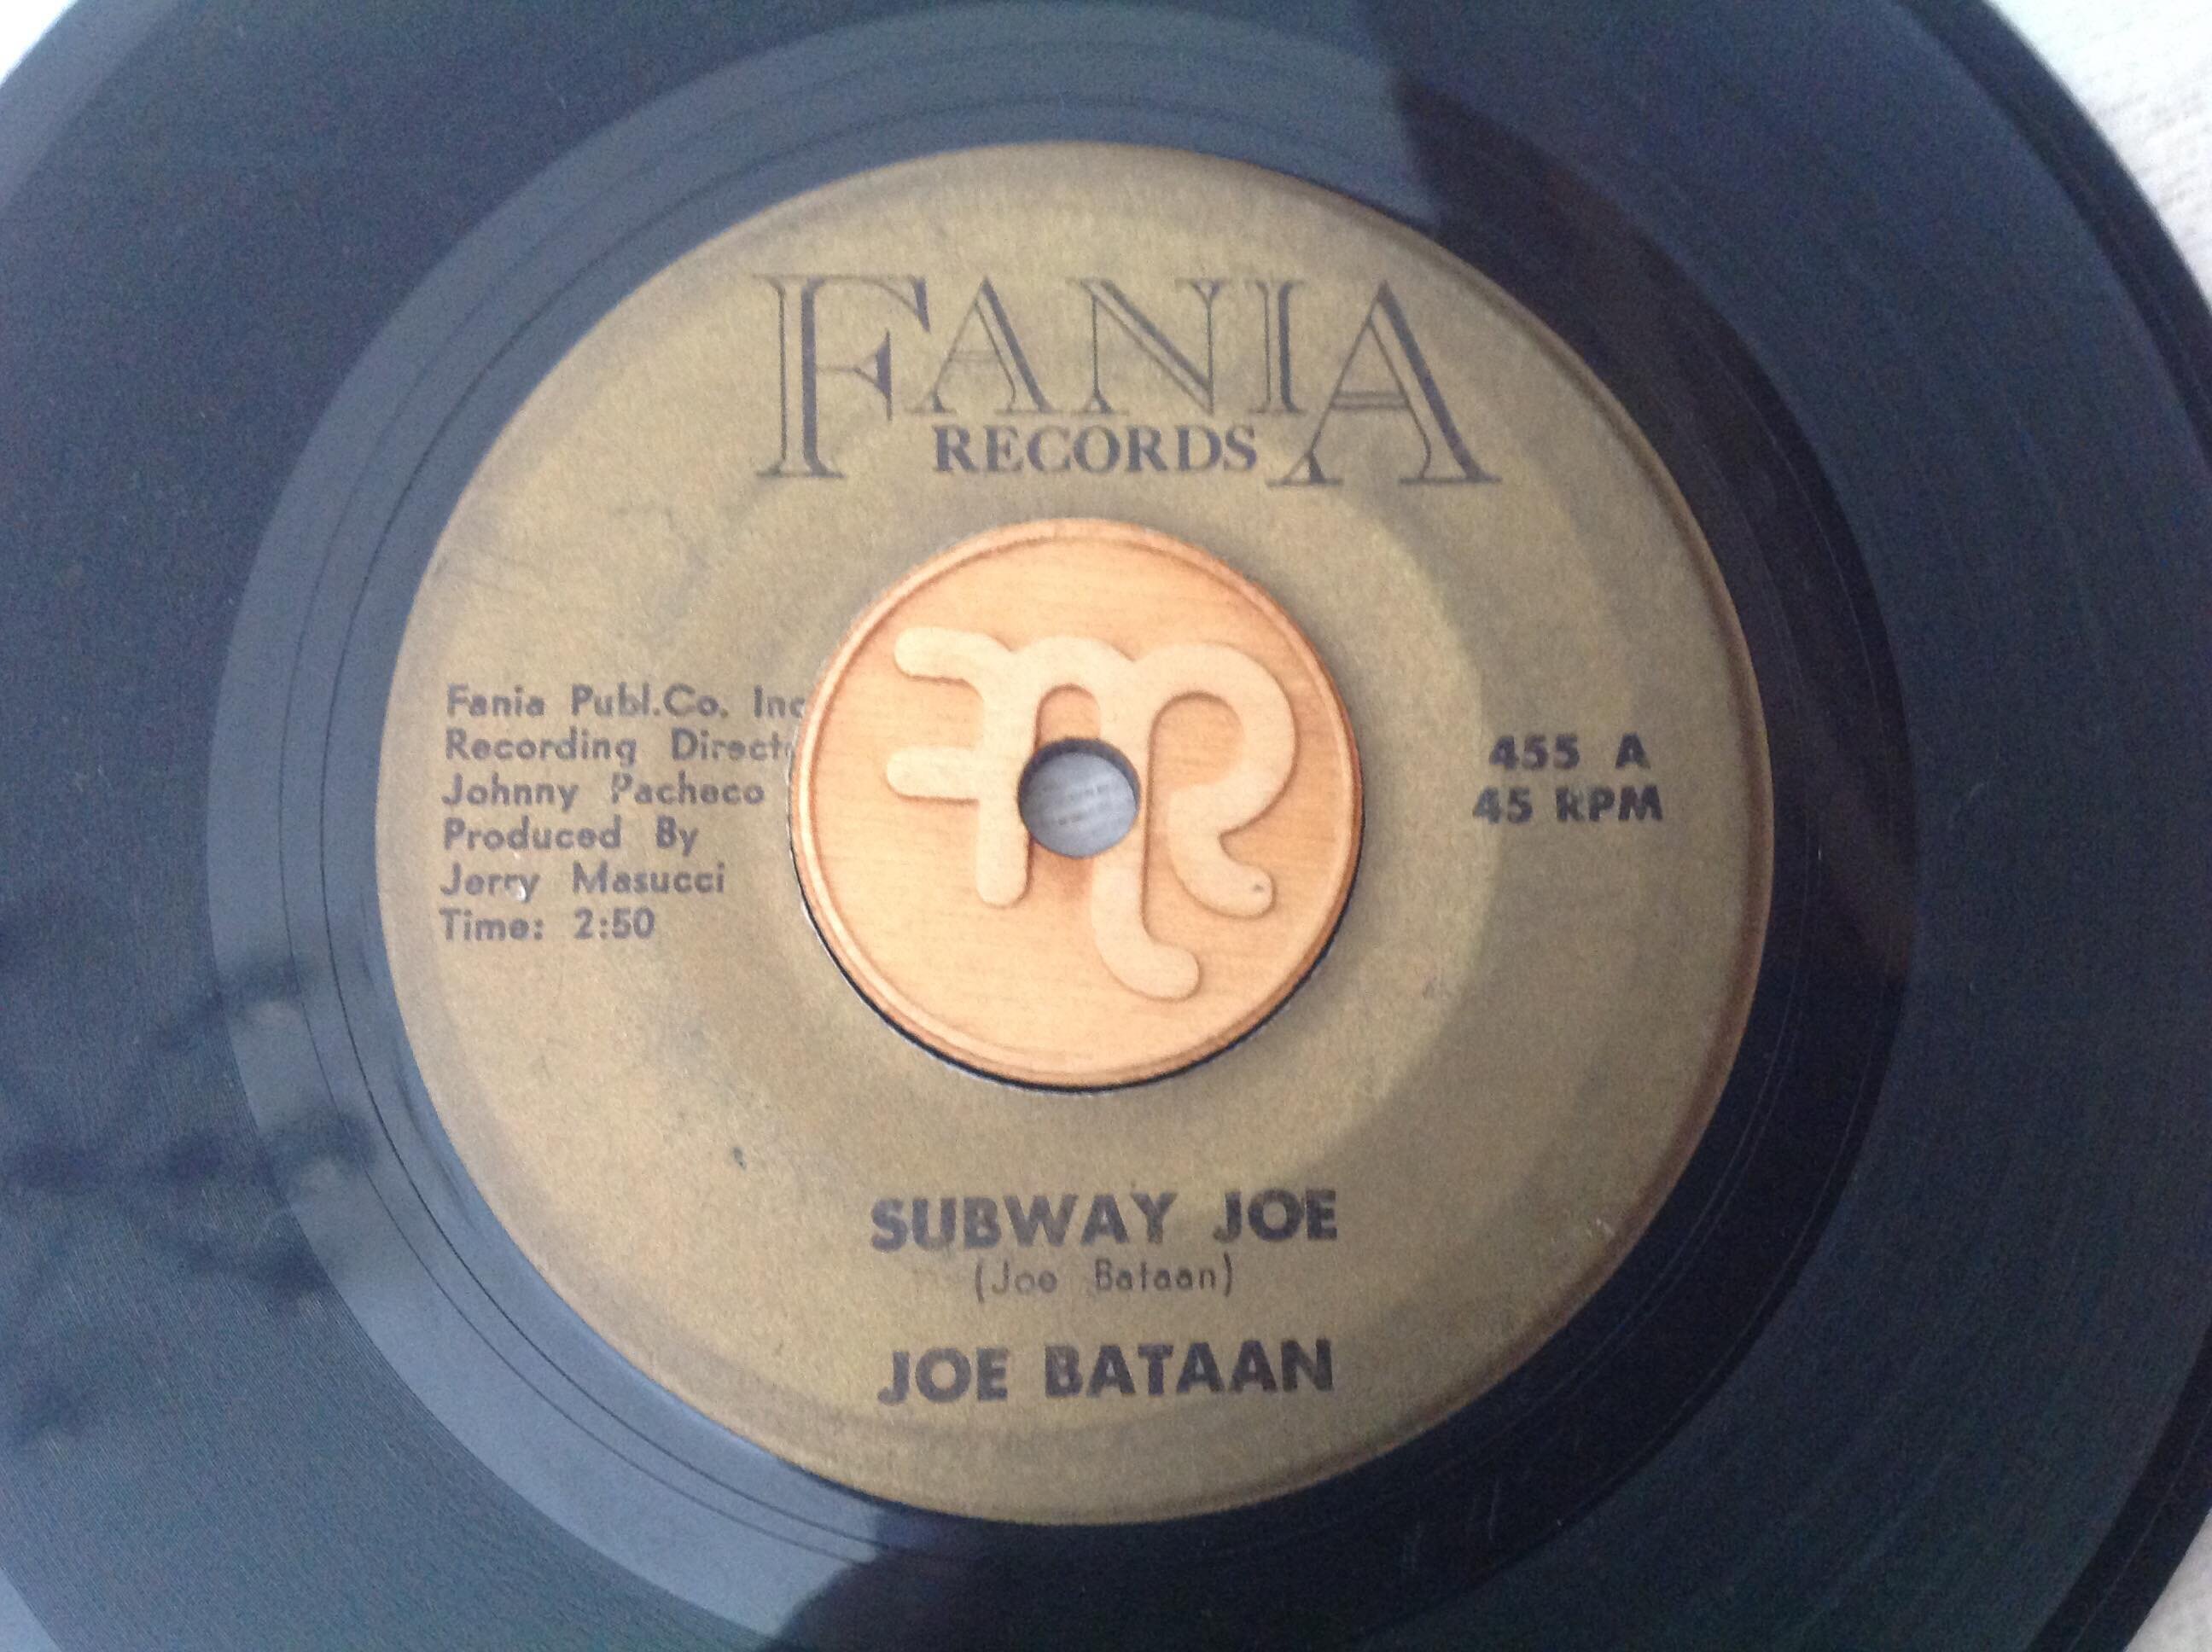 FANIA
RECORDS
Fania Publ.Co. Inc
Recording
Johnny Pacheco
Produced By
Jerry Masucci
Time: 2:50
455 A
45 RPM
SUBWAY JOE
(Joe Bataan)
JOE BATAAN